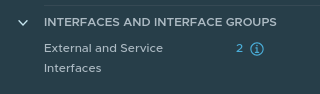 INTERFACES AND INTERFACE GROUPS
External and Service 2
Interfaces